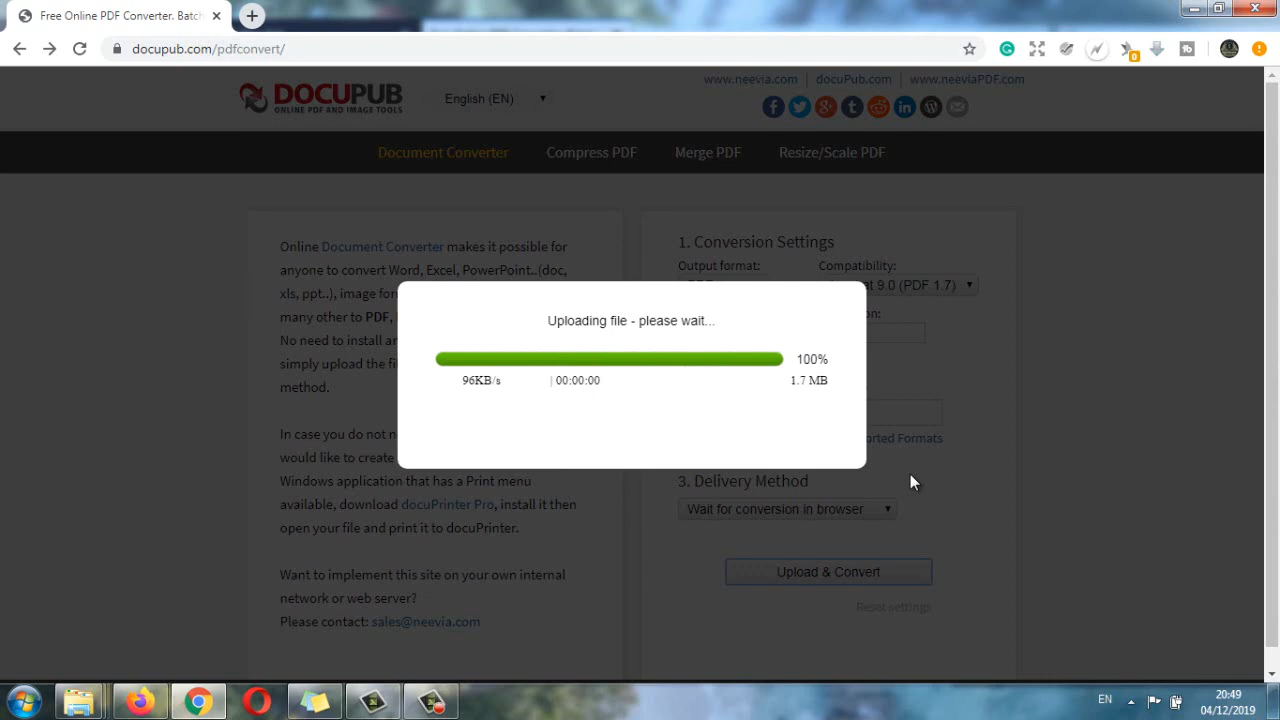 Free Online PDF Converter. Batch
docupub.com/pdfconvert/
0
www.neevia.com | docuPub.com | www.neeviaPDF.com
DOCUPUB
ONLINE PDF AND IMAGE TOOLS
English (EN)
Document Converter
Compress PDF
Merge PDF
Resize/Scale PDF
Online Document Converter makes it possible for
anyone to convert Word, Excel, PowerPoint..(doc,
xls, ppt..), image for
many other to PDF,
No need to install an
simply upload the f
method.
In case you do not n
would like to create
Windows application that has a Print menu
available, download docuPrinter Pro, install it then
open your file and print it to docuPrinter.
Want to implement this site on your own internal
network or web server?
Please contact: sales@neevia.com
1. Conversion Settings
Output format:
Compatibility:
at 9.0 (PDF 1.7)
on:
orted Formats
3. Delivery Method
Wait for conversion in browser
Upload & Convert
Reset settings
Uploading file - please wait...
100%
96KB/s
| 00:00:00
1.7 MB
EN
20:49
04/12/2019